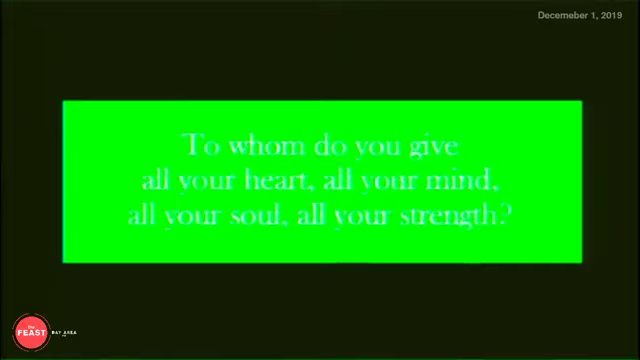 Decemeber 1, 2019
To whom do you give
all your heart, all your mind,
all your soul, all your strength?
The
FEAST
BAY AREA